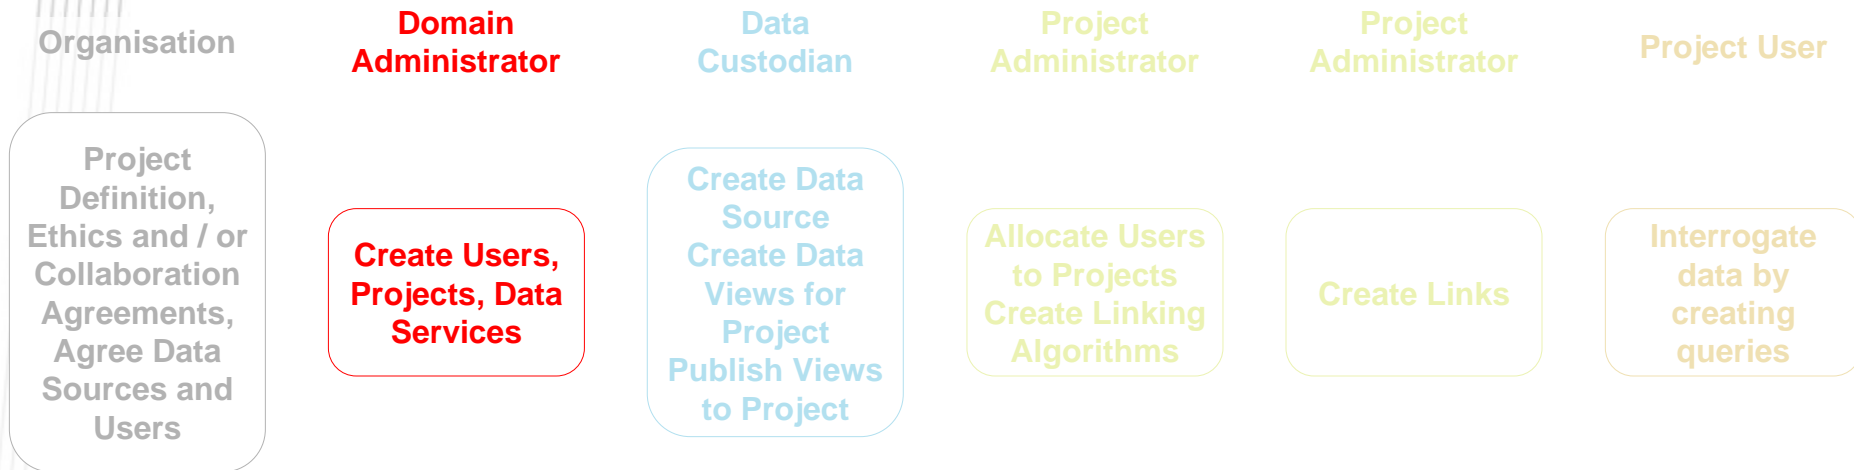 Organisation
Domain
Administrator
Data
Custodian
Project
Administrator
Project
Administrator
Project User
Project
Definition,
Ethics and / or
Collaboration
Agreements,
Agree Data
Sources and
Users
Create Users,
Projects, Data
Services
Create Data
Source
Create Data
Views for
Project
Publish Views
to Project
Allocate Users
to Projects
Create Linking
Algorithms
Create Links
Interrogate
data by
creating
queries